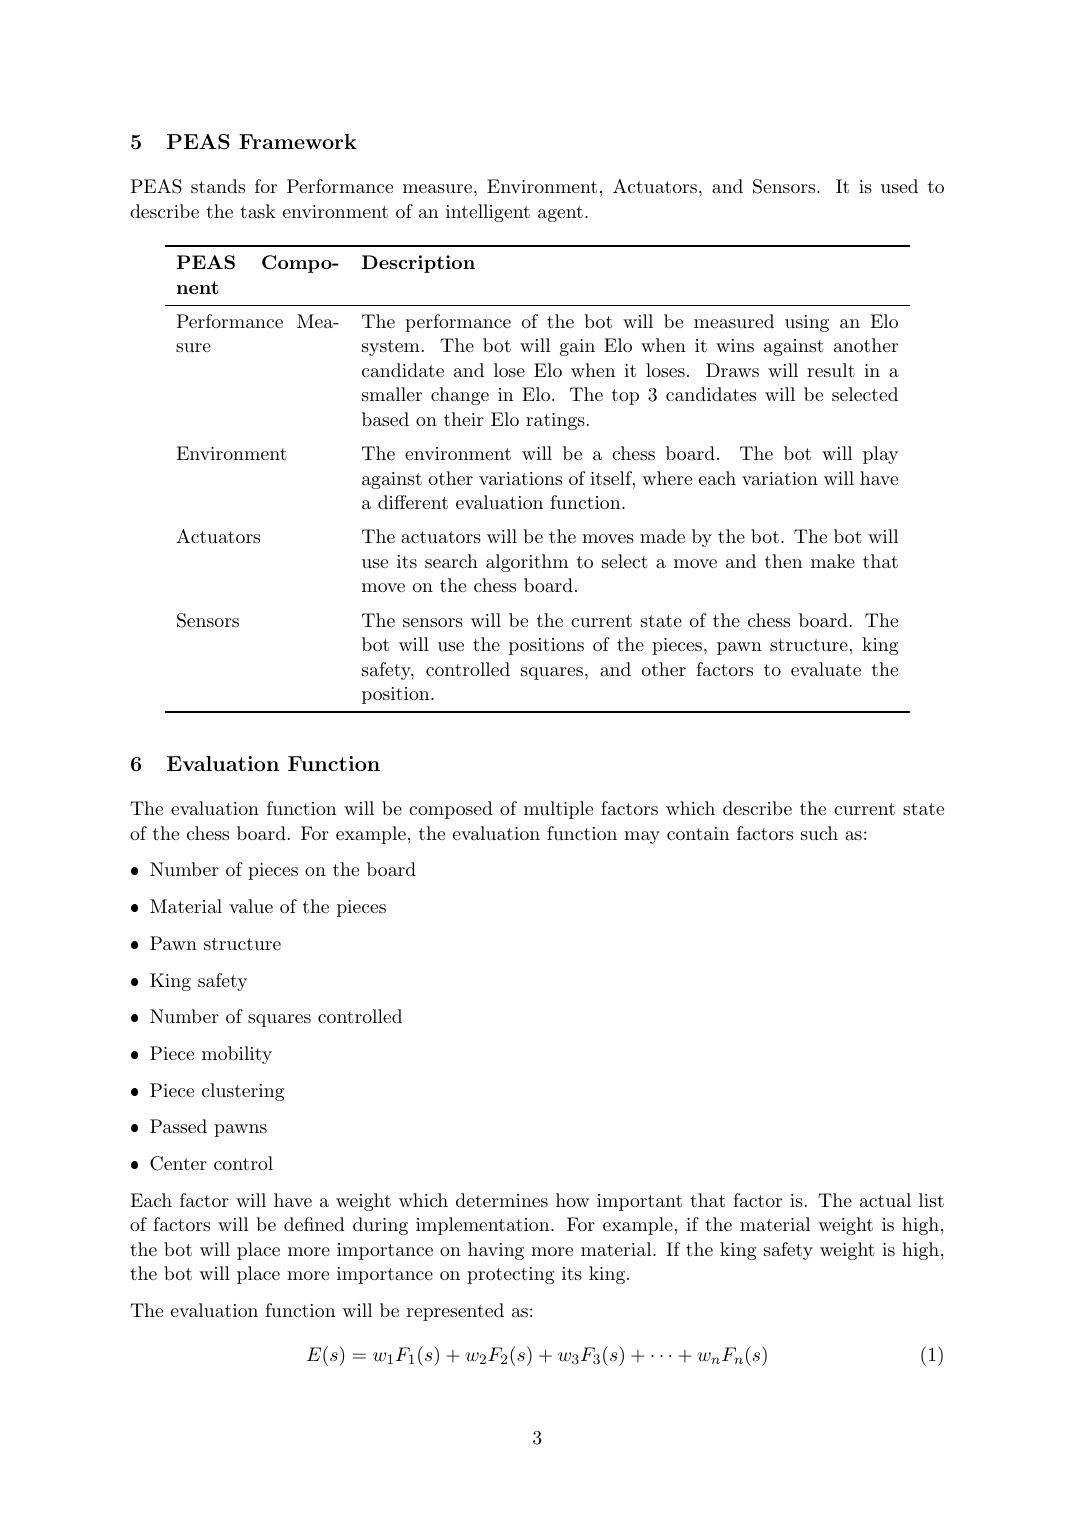 5 PEAS Framework
PEAS stands for Performance measure, Environment, Actuators, and Sensors. It is used to
describe the task environment of an intelligent agent.
PEAS Compo- Description
nent
Performance Mea- The performance of the bot will be measured using an Elo
sure system. The bot will gain Elo when it wins against another
candidate and lose Elo when it loses. Draws will result in a
smaller change in Elo. The top 3 candidates will be selected
based on their Elo ratings.
Environment The environment will be a chess board. The bot will play
against other variations of itself, where each variation will have
a different evaluation function.
Actuators The actuators will be the moves made by the bot. The bot will
use its search algorithm to select a move and then make that
move on the chess board.
Sensors The sensors will be the current state of the chess board. The
bot will use the positions of the pieces, pawn structure, king
safety, controlled squares, and other factors to evaluate the
position.
6 Evaluation Function
The evaluation function will be composed of multiple factors which describe the current state
of the chess board. For example, the evaluation function may contain factors such as:
• Number of pieces on the board
• Material value of the pieces
• Pawn structure
• King safety
• Number of squares controlled
• Piece mobility
• Piece clustering
• Passed pawns
• Center control
Each factor will have a weight which determines how important that factor is. The actual list
of factors will be defined during implementation. For example, if the material weight is high,
the bot will place more importance on having more material. If the king safety weight is high,
the bot will place more importance on protecting its king.
The evaluation function will be represented as:
E(s) = w₁F₁(s) + w₂F₂(s) + w₃F₃(s) + ⋯ + wₙFₙ(s) (1)
3